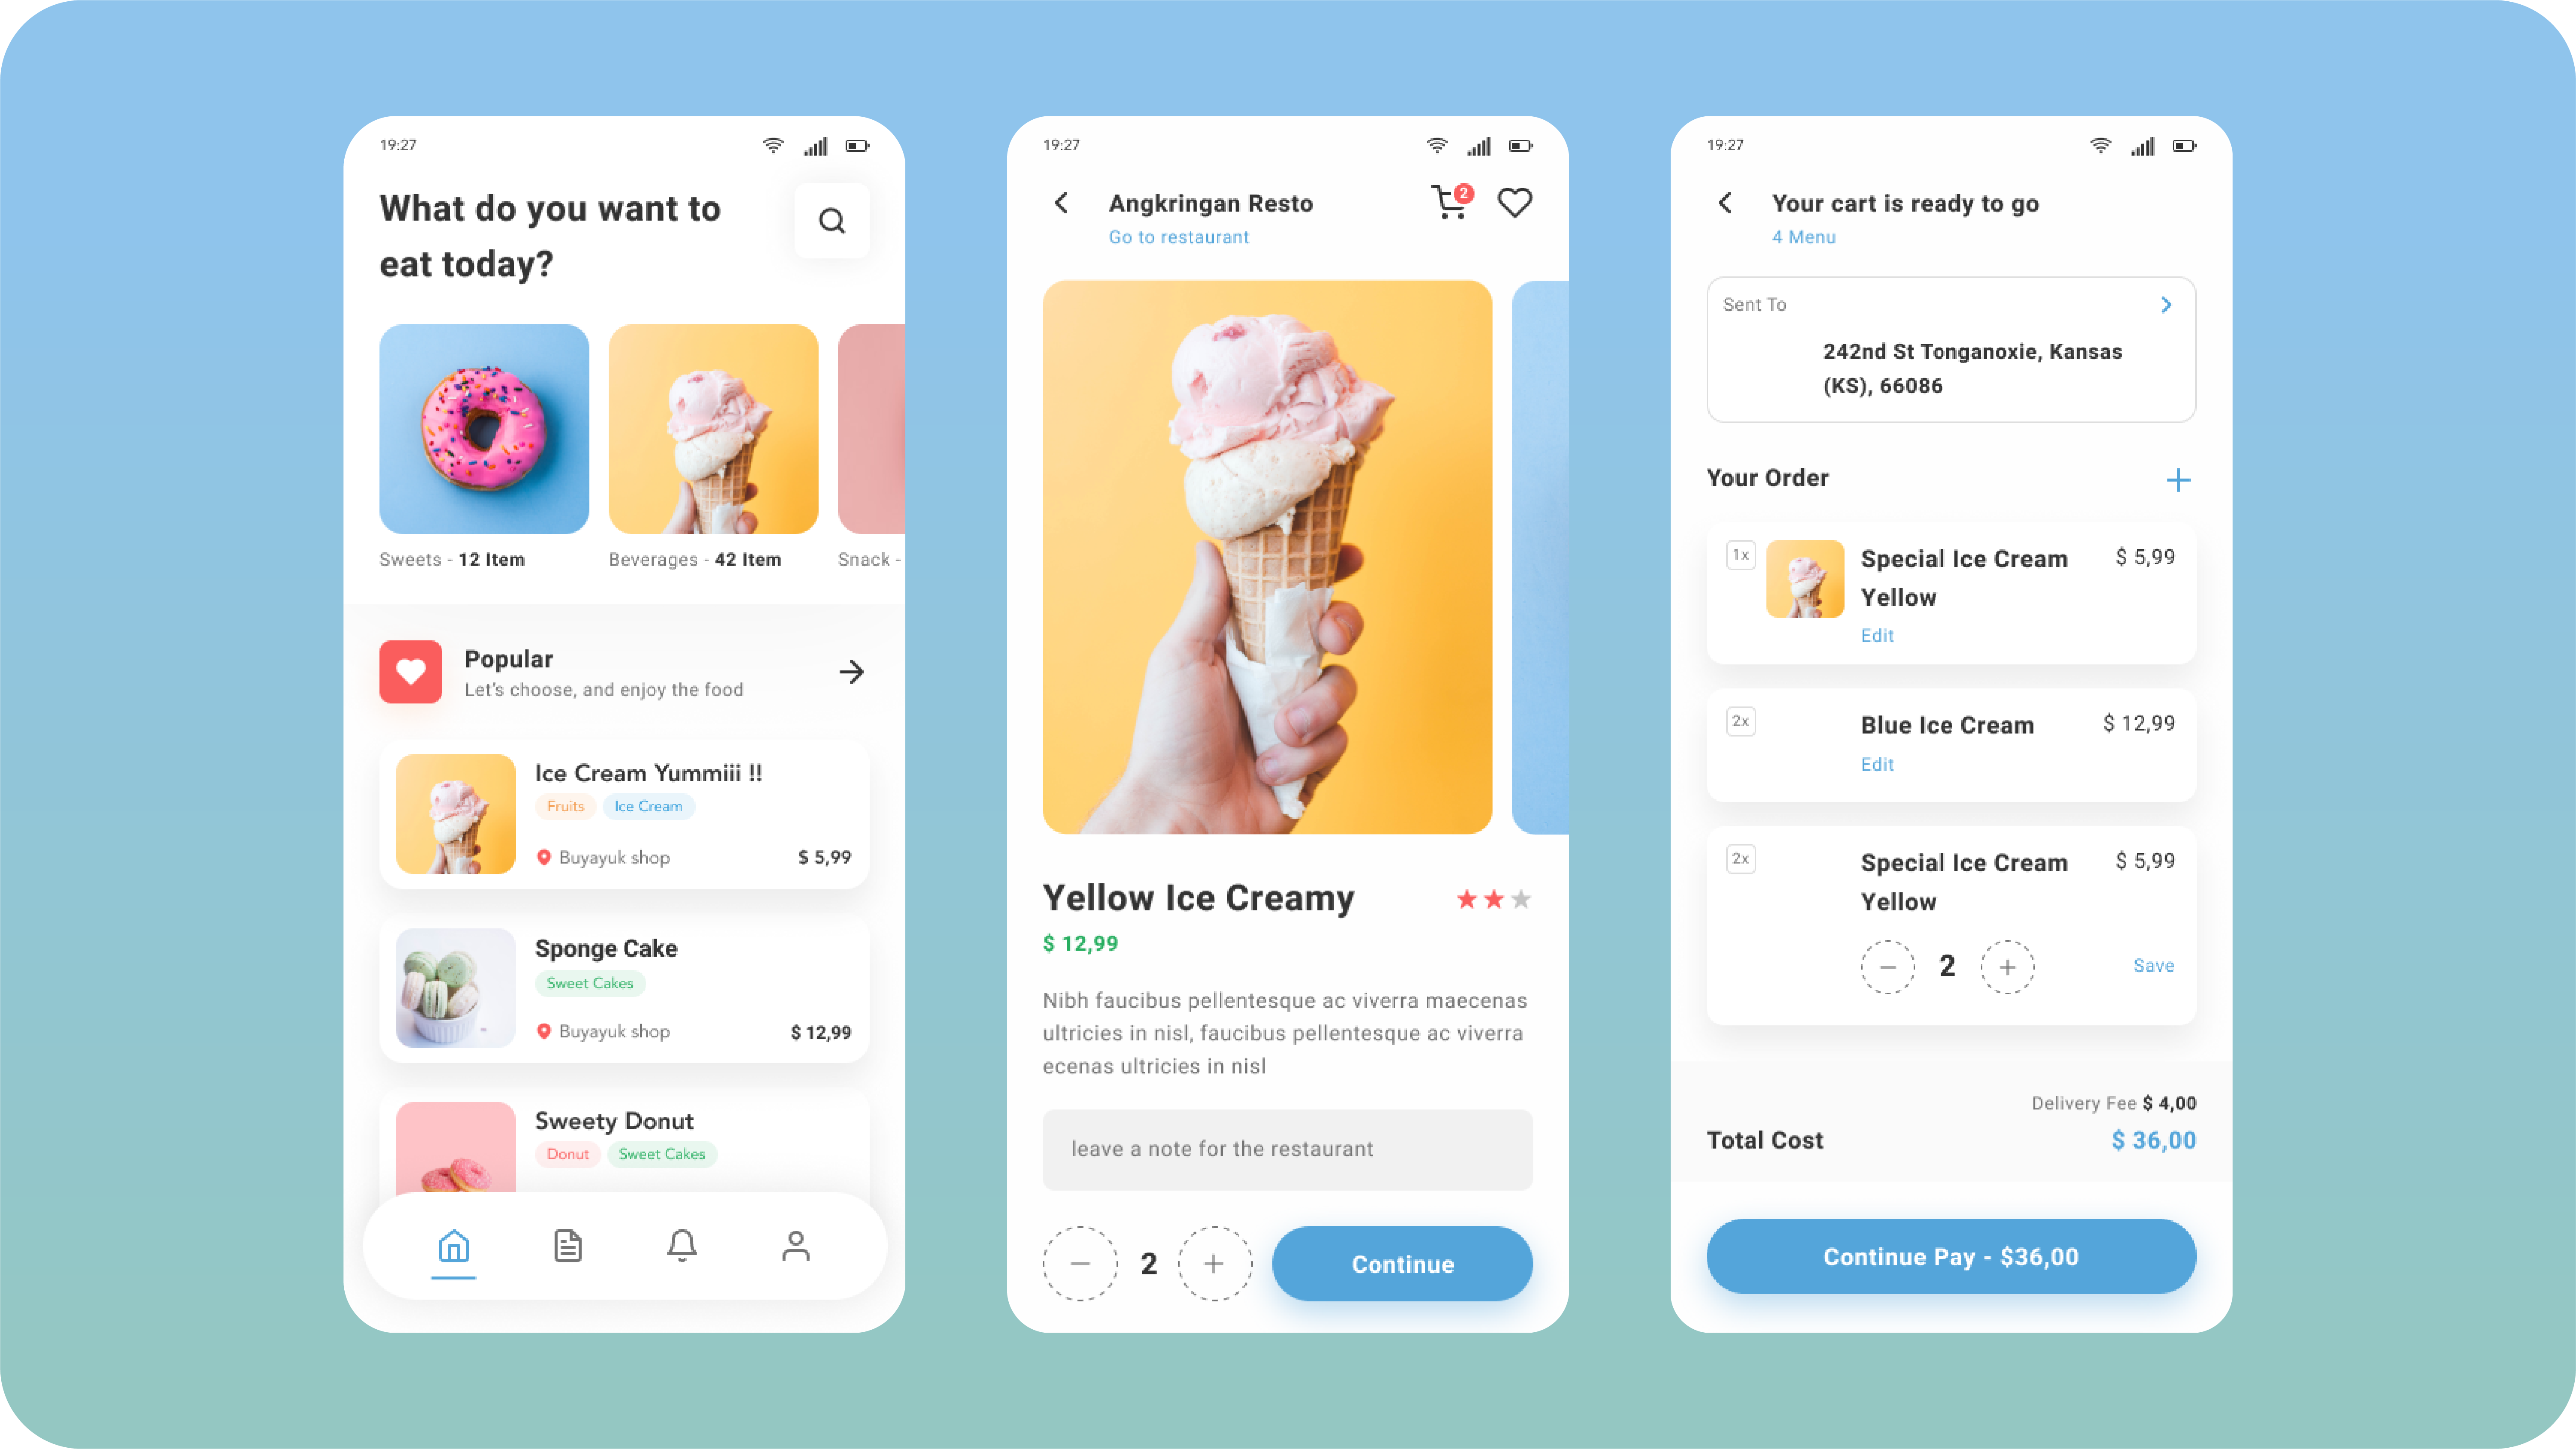 19:27
What do you want to
eat today?
Sweets - 12 Item
Beverages - 42 Item
Snack -
Popular
Let's choose, and enjoy the food
Ice Cream Yummiii !!
Fruits
Ice Cream
Buyayuk shop
$ 5,99
Sponge Cake
Sweet Cakes
Buyayuk shop
$ 12,99
Sweety Donut
Donut
Sweet Cakes
19:27
Angkringan Resto
2
Go to restaurant
Yellow Ice Creamy
$ 12,99
Nibh faucibus pellentesque ac viverra maecenas
ultricies in nisl, faucibus pellentesque ac viverra
ecenas ultricies in nisl
leave a note for the restaurant
2
Continue
19:27
Your cart is ready to go
4 Menu
Sent To
242nd St Tonganoxie, Kansas
(KS), 66086
Your Order
1x
Special Ice Cream
Yellow
$ 5,99
Edit
2x
Blue Ice Cream
$ 12,99
Edit
2x
Special Ice Cream
Yellow
$ 5,99
2
Save
Delivery Fee $ 4,00
Total Cost
$ 36,00
Continue Pay - $36,00